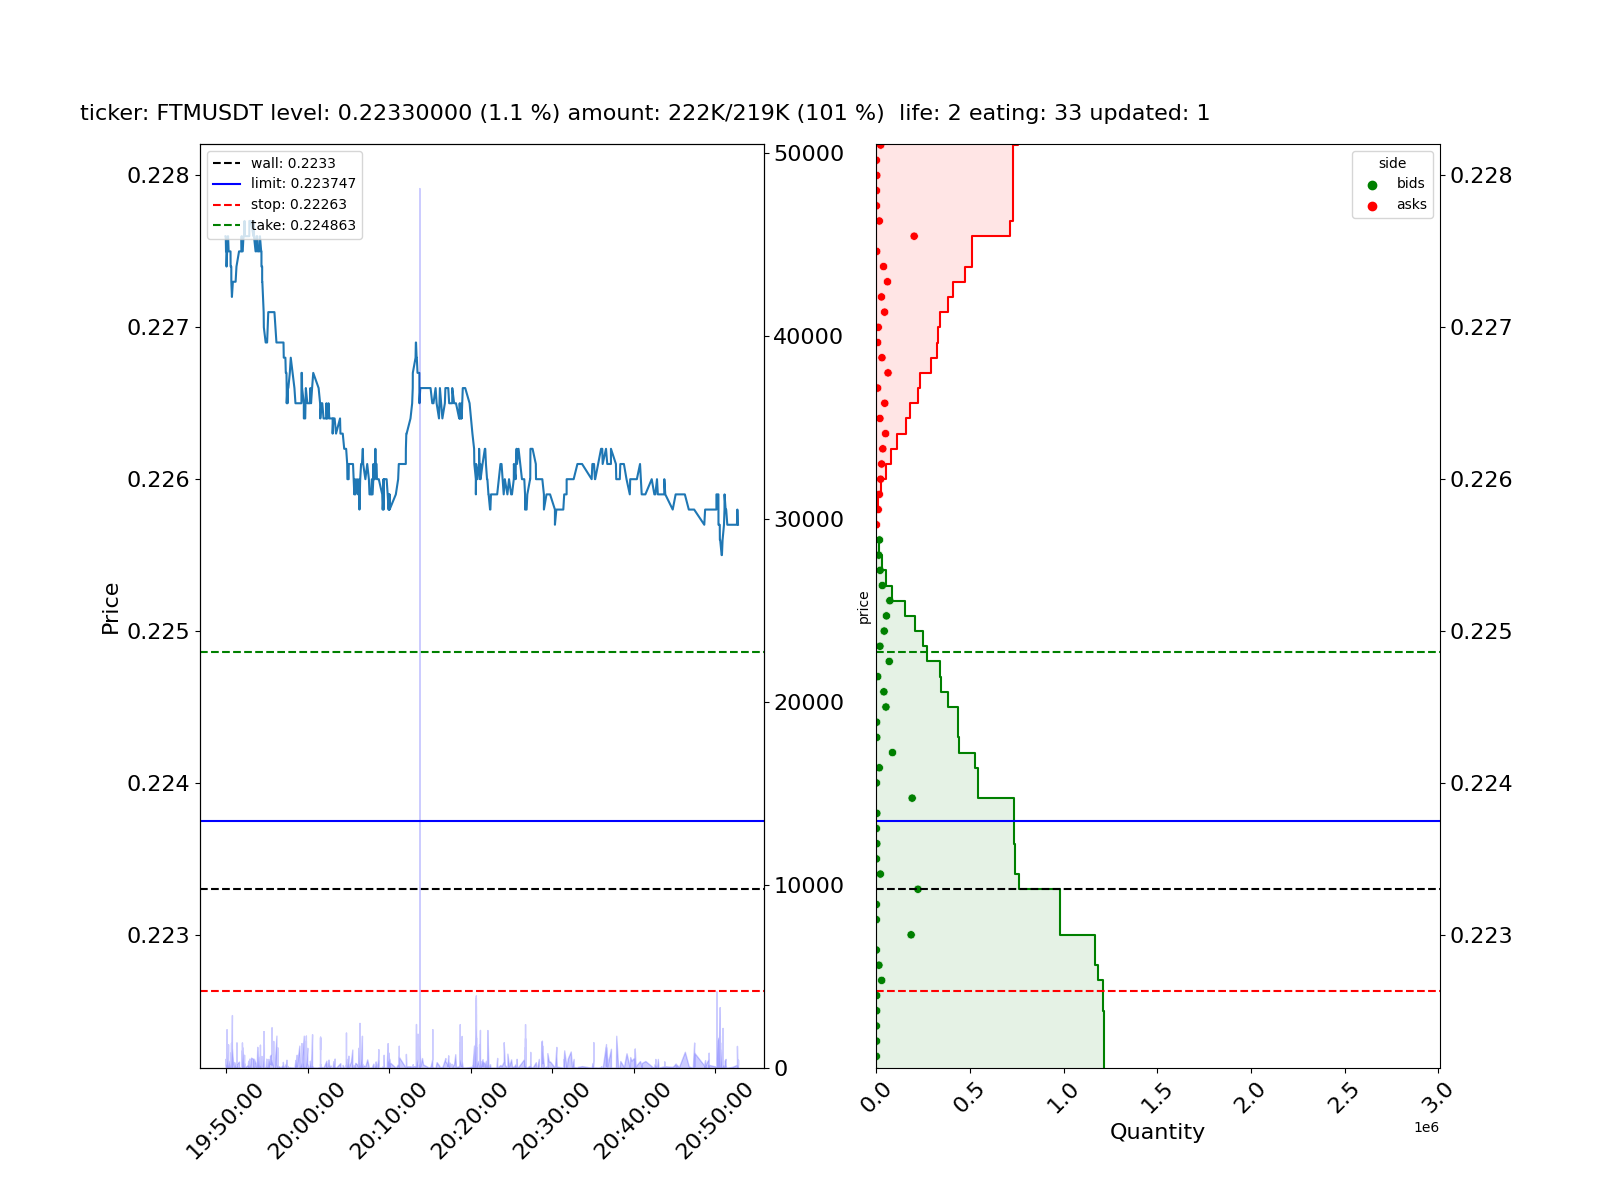 ticker: FTMUSDT level: 0.22330000 (1.1 %) amount: 222K/219K (101 %)  life: 2 eating: 33 updated: 1
wall: 0.2233
limit: 0.223747
stop: 0.22263
take: 0.224863
Price
0.228
0.227
0.226
0.225
0.224
0.223
50000
40000
30000
20000
10000
0
19:50:00
20:00:00
20:10:00
20:20:00
20:30:00
20:40:00
20:50:00
side
bids
asks
price
0.228
0.227
0.226
0.225
0.224
0.223
0.0
0.5
1.0
1.5
2.0
2.5
3.0
1e6
Quantity